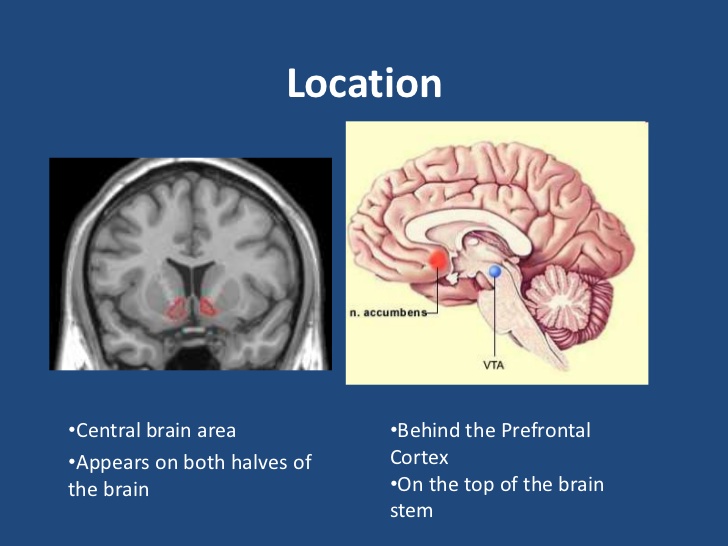 Location
n. accumbens
VTA
•Central brain area
•Appears on both halves of
the brain
•Behind the Prefrontal
Cortex
•On the top of the brain
stem